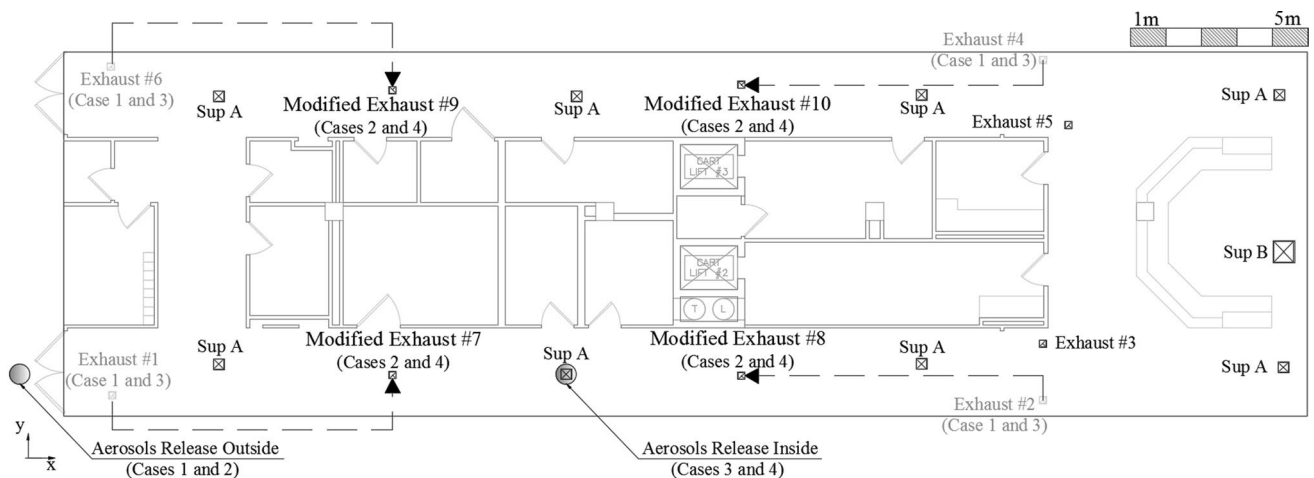 1m
5m
Exhaust #4
(Case 1 and 3)
Exhaust #6
(Case 1 and 3)
Sup A
Modified Exhaust #9
(Cases 2 and 4)
Sup A
Modified Exhaust #10
(Cases 2 and 4)
Sup A
Exhaust #5
Sup A
CART
LIFT #3
Sup B
CART
LIFT #2
T
L
Exhaust #1
(Case 1 and 3)
Sup A
Modified Exhaust #7
(Cases 2 and 4)
Sup A
Modified Exhaust #8
(Cases 2 and 4)
Sup A
Exhaust #3
Sup A
Exhaust #2
(Case 1 and 3)
y
x
Aerosols Release Outside
(Cases 1 and 2)
Aerosols Release Inside
(Cases 3 and 4)